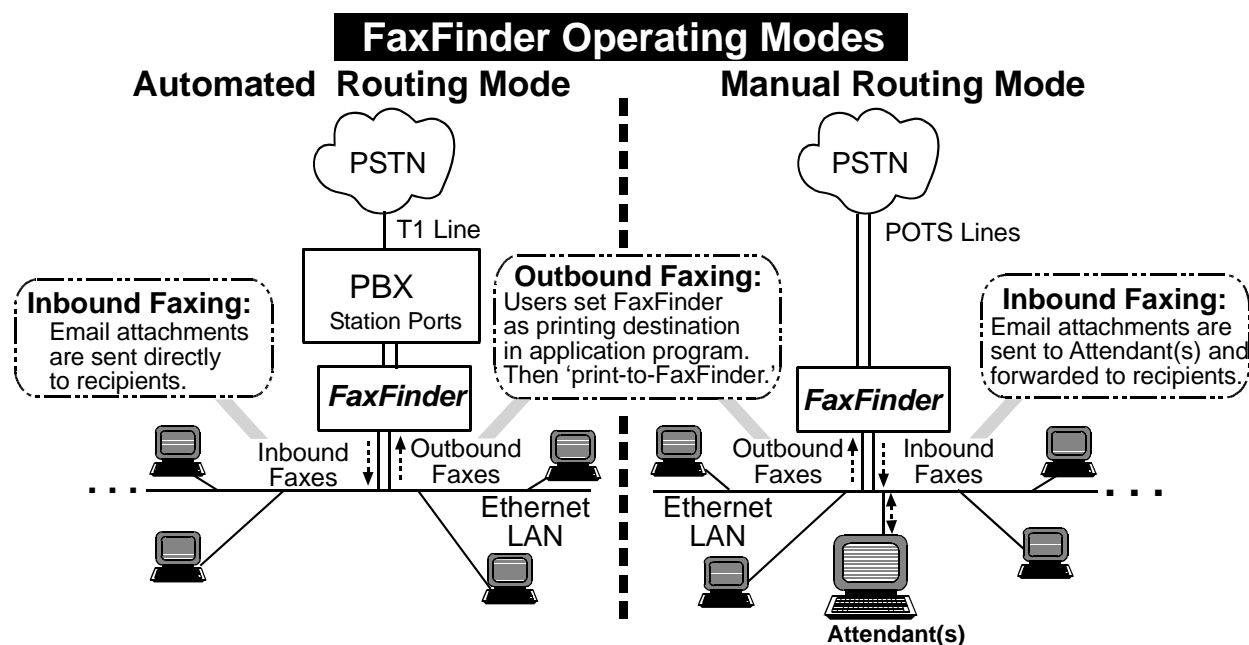 FaxFinder Operating Modes
Automated Routing Mode
PSTN
T1 Line
PBX
Station Ports
Inbound Faxing:
Email attachments
are sent directly
to recipients.
FaxFinder
Outbound Faxing:
Users set FaxFinder
as printing destination
in application program.
Then ‘print-to-FaxFinder.’
Inbound
Faxes
Outbound
Faxes
. . .
Ethernet
LAN
Manual Routing Mode
PSTN
POTS Lines
Inbound Faxing:
Email attachments are
sent to Attendant(s) and
forwarded to recipients.
FaxFinder
Outbound
Faxes
Inbound
Faxes
Ethernet
LAN
. . .
Attendant(s)